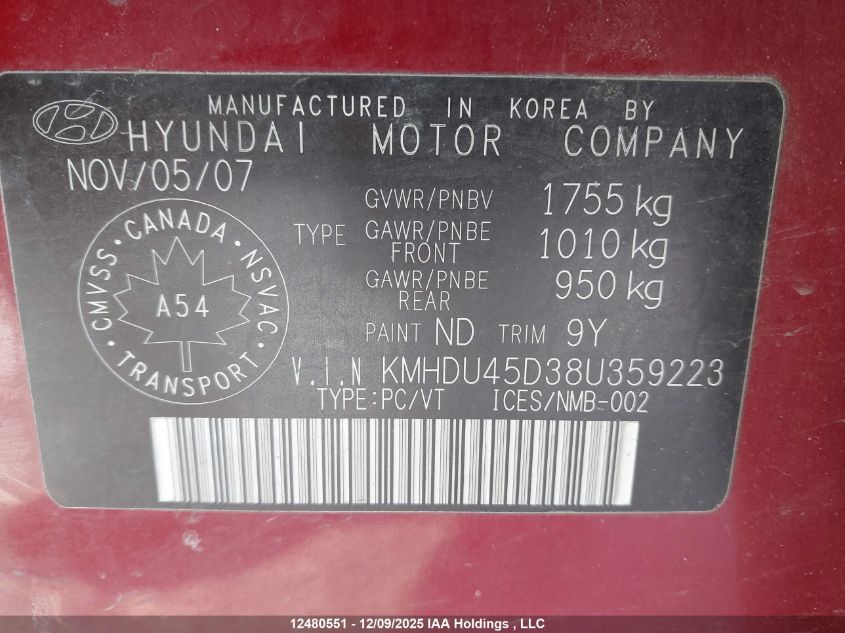 MANUFACTURED IN KOREA BY
HYUNDAI MOTOR COMPANY
NOV/05/07
GVWR/PNBV 1755 kg
TYPE GAWR/PNBE FRONT 1010 kg
GAWR/PNBE REAR 950 kg
PAINT ND TRIM 9Y
CMVSS · CANADA · NSVAC · TRANSPORT ·
A54
V.I.N KMHDU45D38U359223
TYPE:PC/VT ICES/NMB-002
12480551 - 12/09/2025 IAA Holdings , LLC